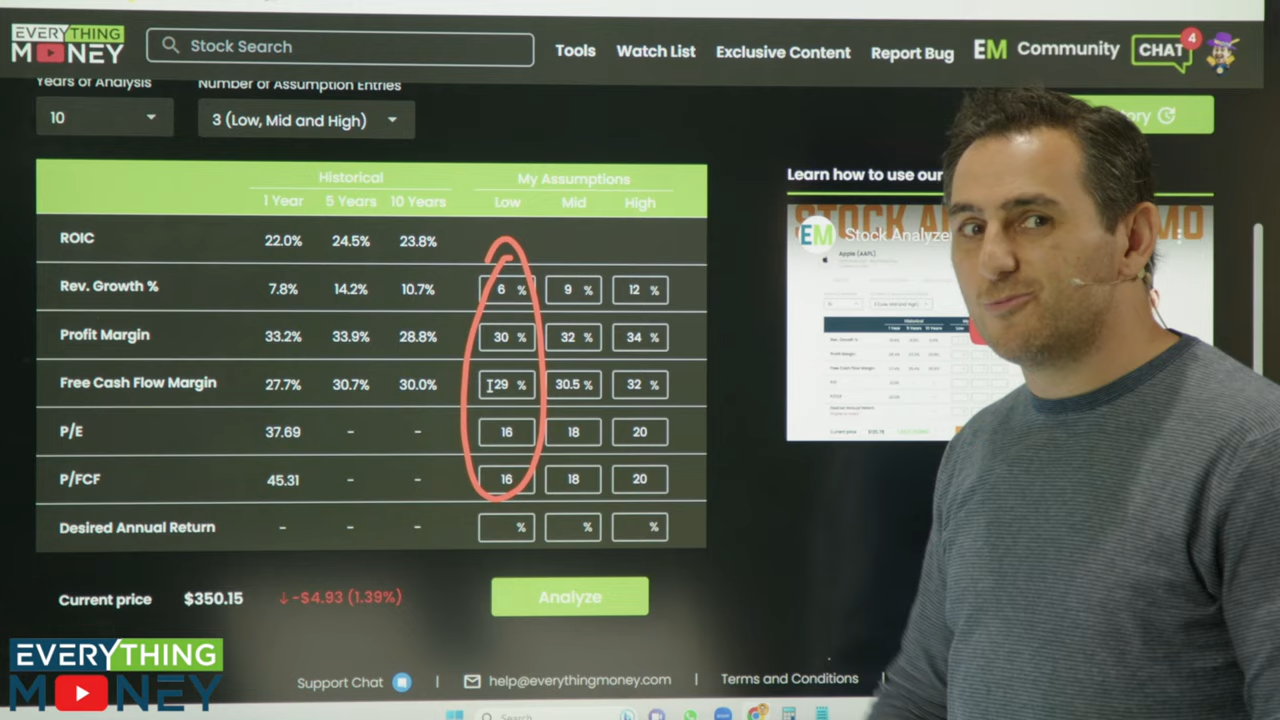 EVERYTHING
MONEY
Stock Search
Tools
Watch List
Exclusive Content
Report Bug
EM Community
CHAT
4
Years of Analysis
Number of Assumption Entries
10
3 (Low, Mid and High)
Historical
My Assumptions
1 Year 5 Years 10 Years Low Mid High
ROIC 22.0% 24.5% 23.8%
Rev. Growth % 7.8% 14.2% 10.7% 6 % 9 % 12 %
Profit Margin 33.2% 33.9% 28.8% 30 % 32 % 34 %
Free Cash Flow Margin 27.7% 30.7% 30.0% 29 % 30.5 % 32 %
P/E 37.69 - - 16 18 20
P/FCF 45.31 - - 16 18 20
Desired Annual Return - - - % % %
Current price $350.15 ↓-$4.93 (1.39%)
Analyze
Learn how to use our
EM Stock Analyze
Apple (AAPL)
Support Chat | help@everythingmoney.com | Terms and Conditions |
EVERYTHING
MONEY
Search